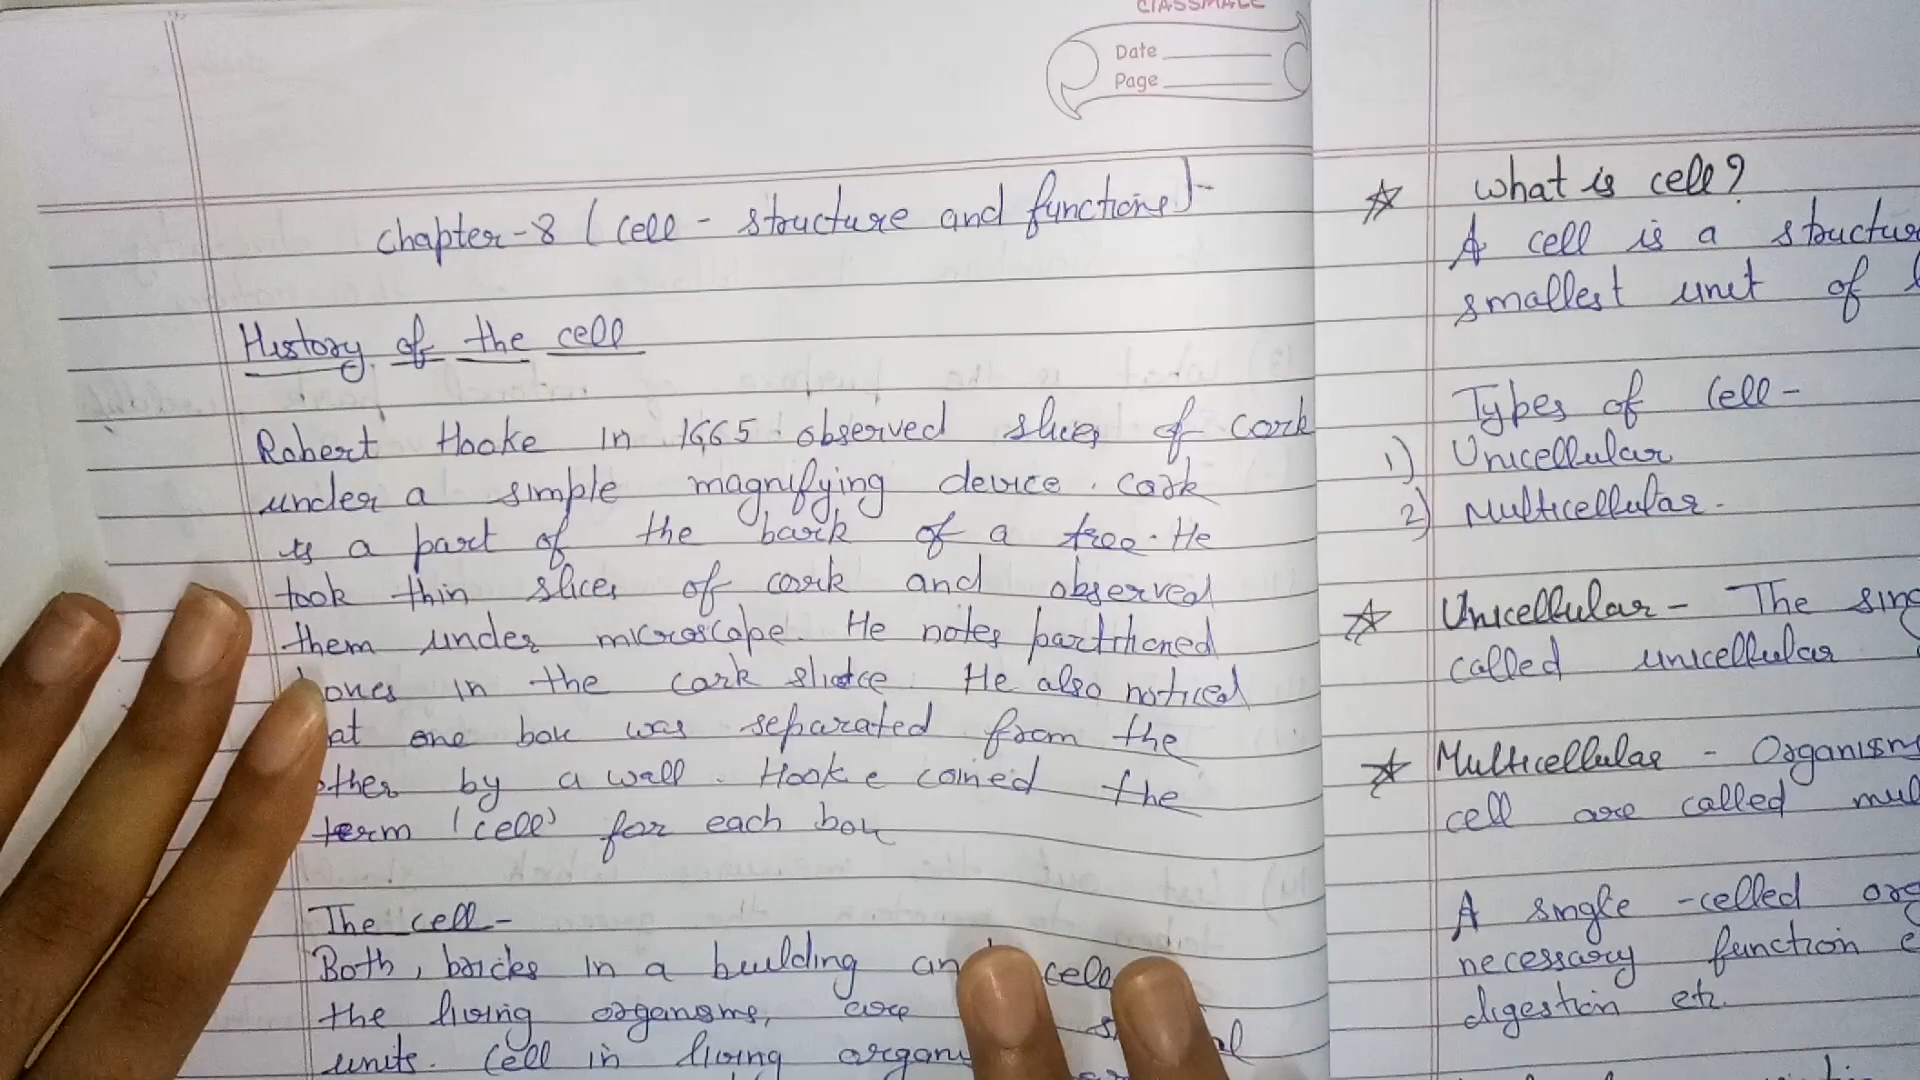 CLASSMATE
Date
Page
Chapter-8 (Cell - structure and functions)-
History of the cell
Robert Hooke in 1665 observed slices of cork
under a simple magnifying device. Cork
is a part of the bark of a tree. He
took thin slices of cork and observed
them under microscope. He notes partitioned
in the cork He also noticed
one box was separated from the
by a wall. Hooke coined the
term 'cell' for each box
The cell-
Both, bricks in a building
the living organisms, are
units. Cell in living
What is cell?
A cell is a
smallest unit of
Types of Cell-
1) Unicellular
2) Multicellular.
Unicellular- The
called unicellular
Multicellular -
cell are called
A single-celled
necessary function
digestion etc.